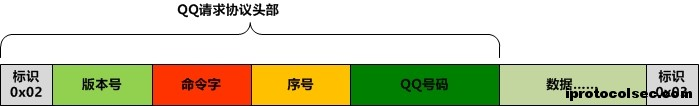 QQ请求协议头部
标识
0x02
版本号
命令字
序号
QQ号码
数据……
标识
0x03
iprotocolsec.com